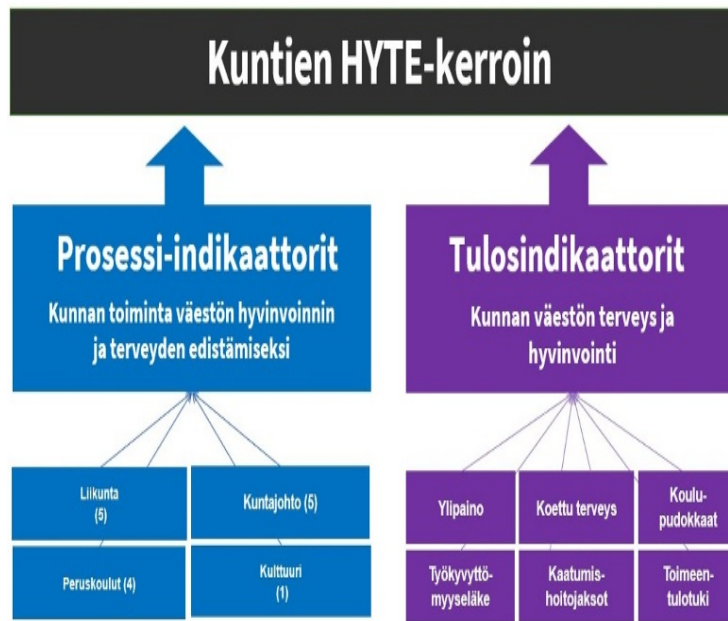 Kuntien HYTE-kerroin
Prosessi-indikaattorit
Kunnan toiminta väestön hyvinvoinnin
ja terveyden edistämiseksi
Tulosindikaattorit
Kunnan väestön terveys ja
hyvinvointi
Liikunta
(5)
Kuntajohto (5)
Peruskoulut (4)
Kulttuuri
(1)
Ylipaino
Koettu terveys
Koulu-
pudokkaat
Työkyvyttö-
myyseläke
Kaatumis-
hoitojaksot
Toimeen-
tulotuki